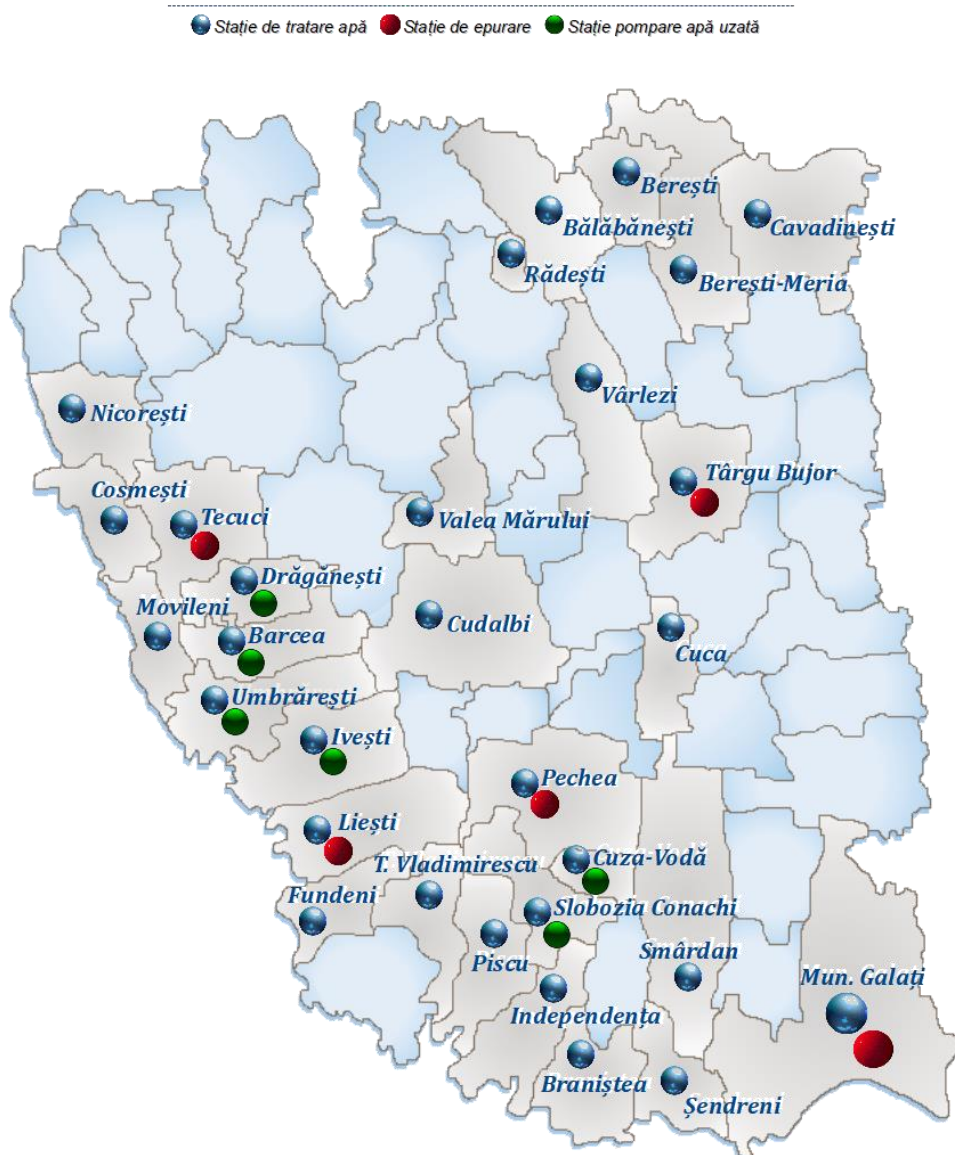 Stație de tratare apă Stație de epurare Stație pompare apă uzată
Berești
Bălăbănești
Cavadinești
Rădești
Berești-Meria
Vârlezi
Nicorești
Târgu Bujor
Cosmești
Tecuci
Valea Mărului
Drăgănești
Movileni
Barcea
Cudalbi
Cuca
Umbrărești
Ivești
Pechea
Liești
T. Vladimirescu
Cuza-Vodă
Fundeni
Slobozia Conachi
Piscu
Smârdan
Mun. Galați
Independența
Braniștea
Șendreni